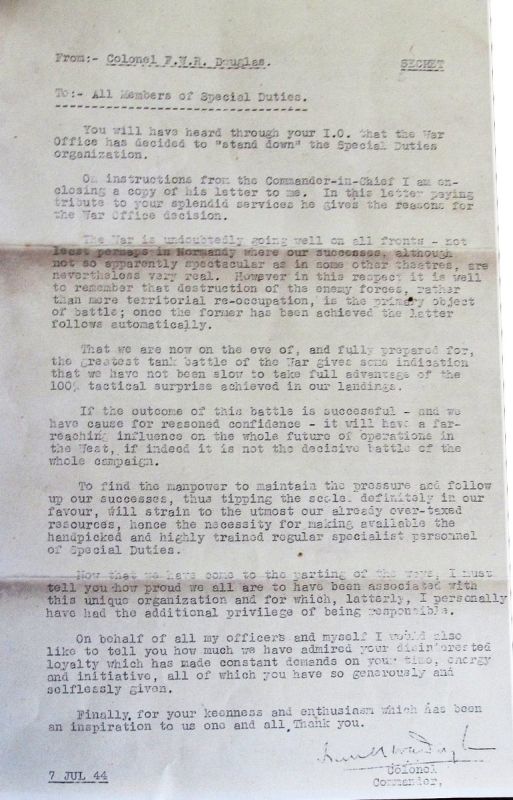 From:- Colonel F.W.R. Douglas.
SECRET
To:- All Members of Special Duties.
You will have heard through your I.O. that the War
Office has decided to "stand down" the Special Duties
organization.
On instructions from the Commander-in-Chief I am en-
closing a copy of his letter to me. In this letter paying
tribute to your splendid services he gives the reasons for
the War Office decision.
The War is undoubtedly going well on all fronts - not
least perhaps in Normandy where our successes, although
not so apparently spectacular as in some other theatres, are
nevertheless very real. However in this respect it is well
to remember that destruction of the enemy forces, rather
than mere territorial re-occupation, is the primary object
of battle; once the former has been achieved the latter
follows automatically.
That we are now on the eve of, and fully prepared for,
the greatest tank battle of the War gives some indication
that we have not been slow to take full advantage of the
100% tactical surprise achieved in our landings.
If the outcome of this battle is successful - and we
have cause for reasoned confidence - it will have a far-
reaching influence on the whole future of operations in
the West, if indeed it is not the decisive battle of the
whole campaign.
To find the manpower to maintain the pressure and follow
up our successes, thus tipping the scale definitely in our
favour, will strain to the utmost our already over-taxed
resources, hence the necessity for making available the
handpicked and highly trained regular specialist personnel
of Special Duties.
Now that we have come to the parting of the ways, I must
tell you how proud we all are to have been associated with
this unique organization and for which, latterly, I personally
have had the additional privilege of being responsible.
On behalf of all my officers and myself I would also
like to tell you how much we have admired your disinterested
loyalty which has made constant demands on your time, energy
and initiative, all of which you have so generously and
selflessly given.
Finally, for your keenness and enthusiasm which has been
an inspiration to us one and all, Thank you.
7 JUL 44
Colonel
Commander,